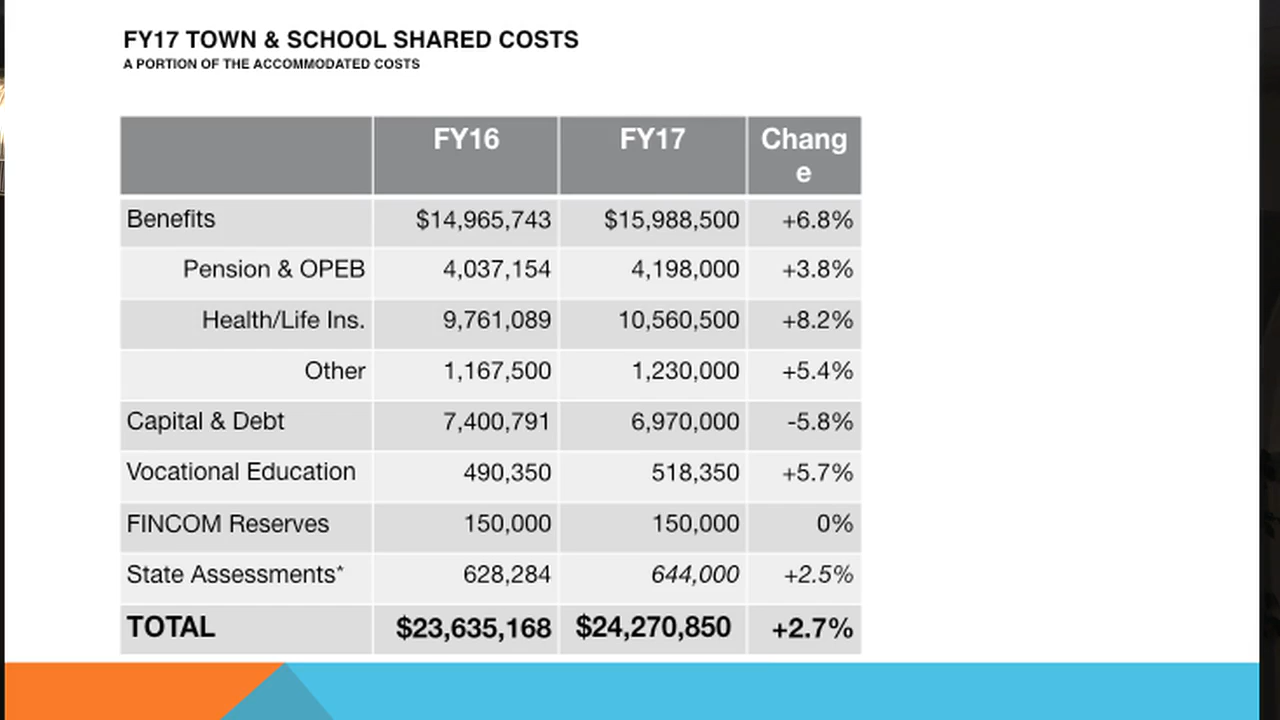 FY17 TOWN & SCHOOL SHARED COSTS
A PORTION OF THE ACCOMMODATED COSTS
FY16 FY17 Chang
e
Benefits $14,965,743 $15,988,500 +6.8%
Pension & OPEB 4,037,154 4,198,000 +3.8%
Health/Life Ins. 9,761,089 10,560,500 +8.2%
Other 1,167,500 1,230,000 +5.4%
Capital & Debt 7,400,791 6,970,000 -5.8%
Vocational Education 490,350 518,350 +5.7%
FINCOM Reserves 150,000 150,000 0%
State Assessments* 628,284 644,000 +2.5%
TOTAL $23,635,168 $24,270,850 +2.7%